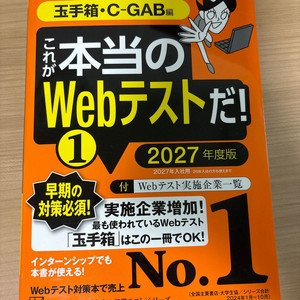 玉手箱・C-GAB編
これが
本当の
Webテストだ!
1
2027年度版
2027年入社用
早期の
対策必須!
付 Webテスト実施企業一覧
実施企業増加!
最も使われているWebテスト
「玉手箱」はこの一冊でOK!
インターンシップでも
本書が使える!
Webテスト対策本で売上
No.1